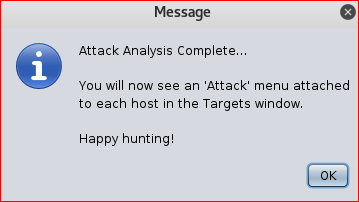 Message
Attack Analysis Complete...
You will now see an 'Attack' menu attached
to each host in the Targets window.
Happy hunting!
OK